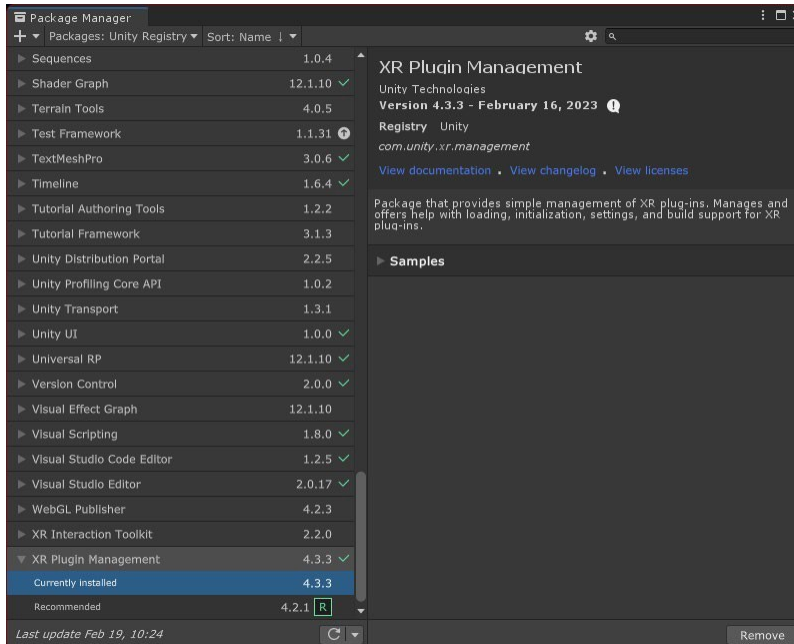 Package Manager
Packages: Unity Registry Sort: Name ↓
Sequences 1.0.4
Shader Graph 12.1.10
Terrain Tools 4.0.5
Test Framework 1.1.31
TextMeshPro 3.0.6
Timeline 1.6.4
Tutorial Authoring Tools 1.2.2
Tutorial Framework 3.1.3
Unity Distribution Portal 2.2.5
Unity Profiling Core API 1.0.2
Unity Transport 1.3.1
Unity UI 1.0.0
Universal RP 12.1.10
Version Control 2.0.0
Visual Effect Graph 12.1.10
Visual Scripting 1.8.0
Visual Studio Code Editor 1.2.5
Visual Studio Editor 2.0.17
WebGL Publisher 4.2.3
XR Interaction Toolkit 2.2.0
XR Plugin Management 4.3.3
Currently installed 4.3.3
Recommended 4.2.1 R
Last update Feb 19, 10:24
XR Plugin Management
Unity Technologies
Version 4.3.3 - February 16, 2023
Registry Unity
com.unity.xr.management
View documentation . View changelog . View licenses
Package that provides simple management of XR plug-ins. Manages and
offers help with loading, initialization, settings, and build support for XR
plug-ins.
Samples
Remove